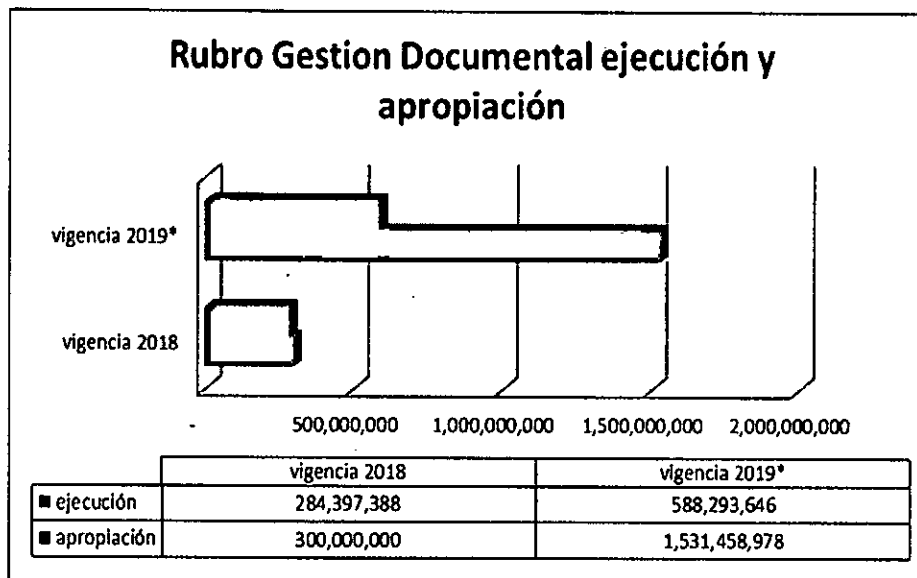 Rubro Gestion Documental ejecución y
apropiación
vigencia 2019*
vigencia 2018
- 500,000,000 1,000,000,000 1,500,000,000 2,000,000,000
vigencia 2018 vigencia 2019*
ejecución 284,397,388 588,293,646
apropiación 300,000,000 1,531,458,978